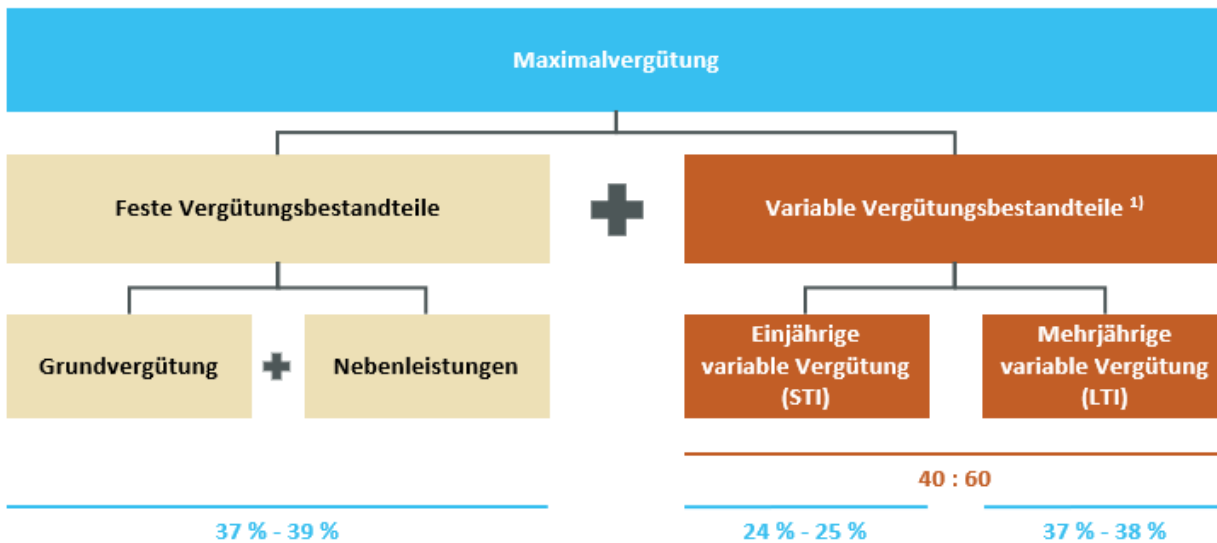 Maximalvergütung
Feste Vergütungsbestandteile
Variable Vergütungsbestandteile ¹⁾
Grundvergütung
Nebenleistungen
Einjährige
variable Vergütung
(STI)
Mehrjährige
variable Vergütung
(LTI)
40 : 60
37 % - 39 %
24 % - 25 %
37 % - 38 %